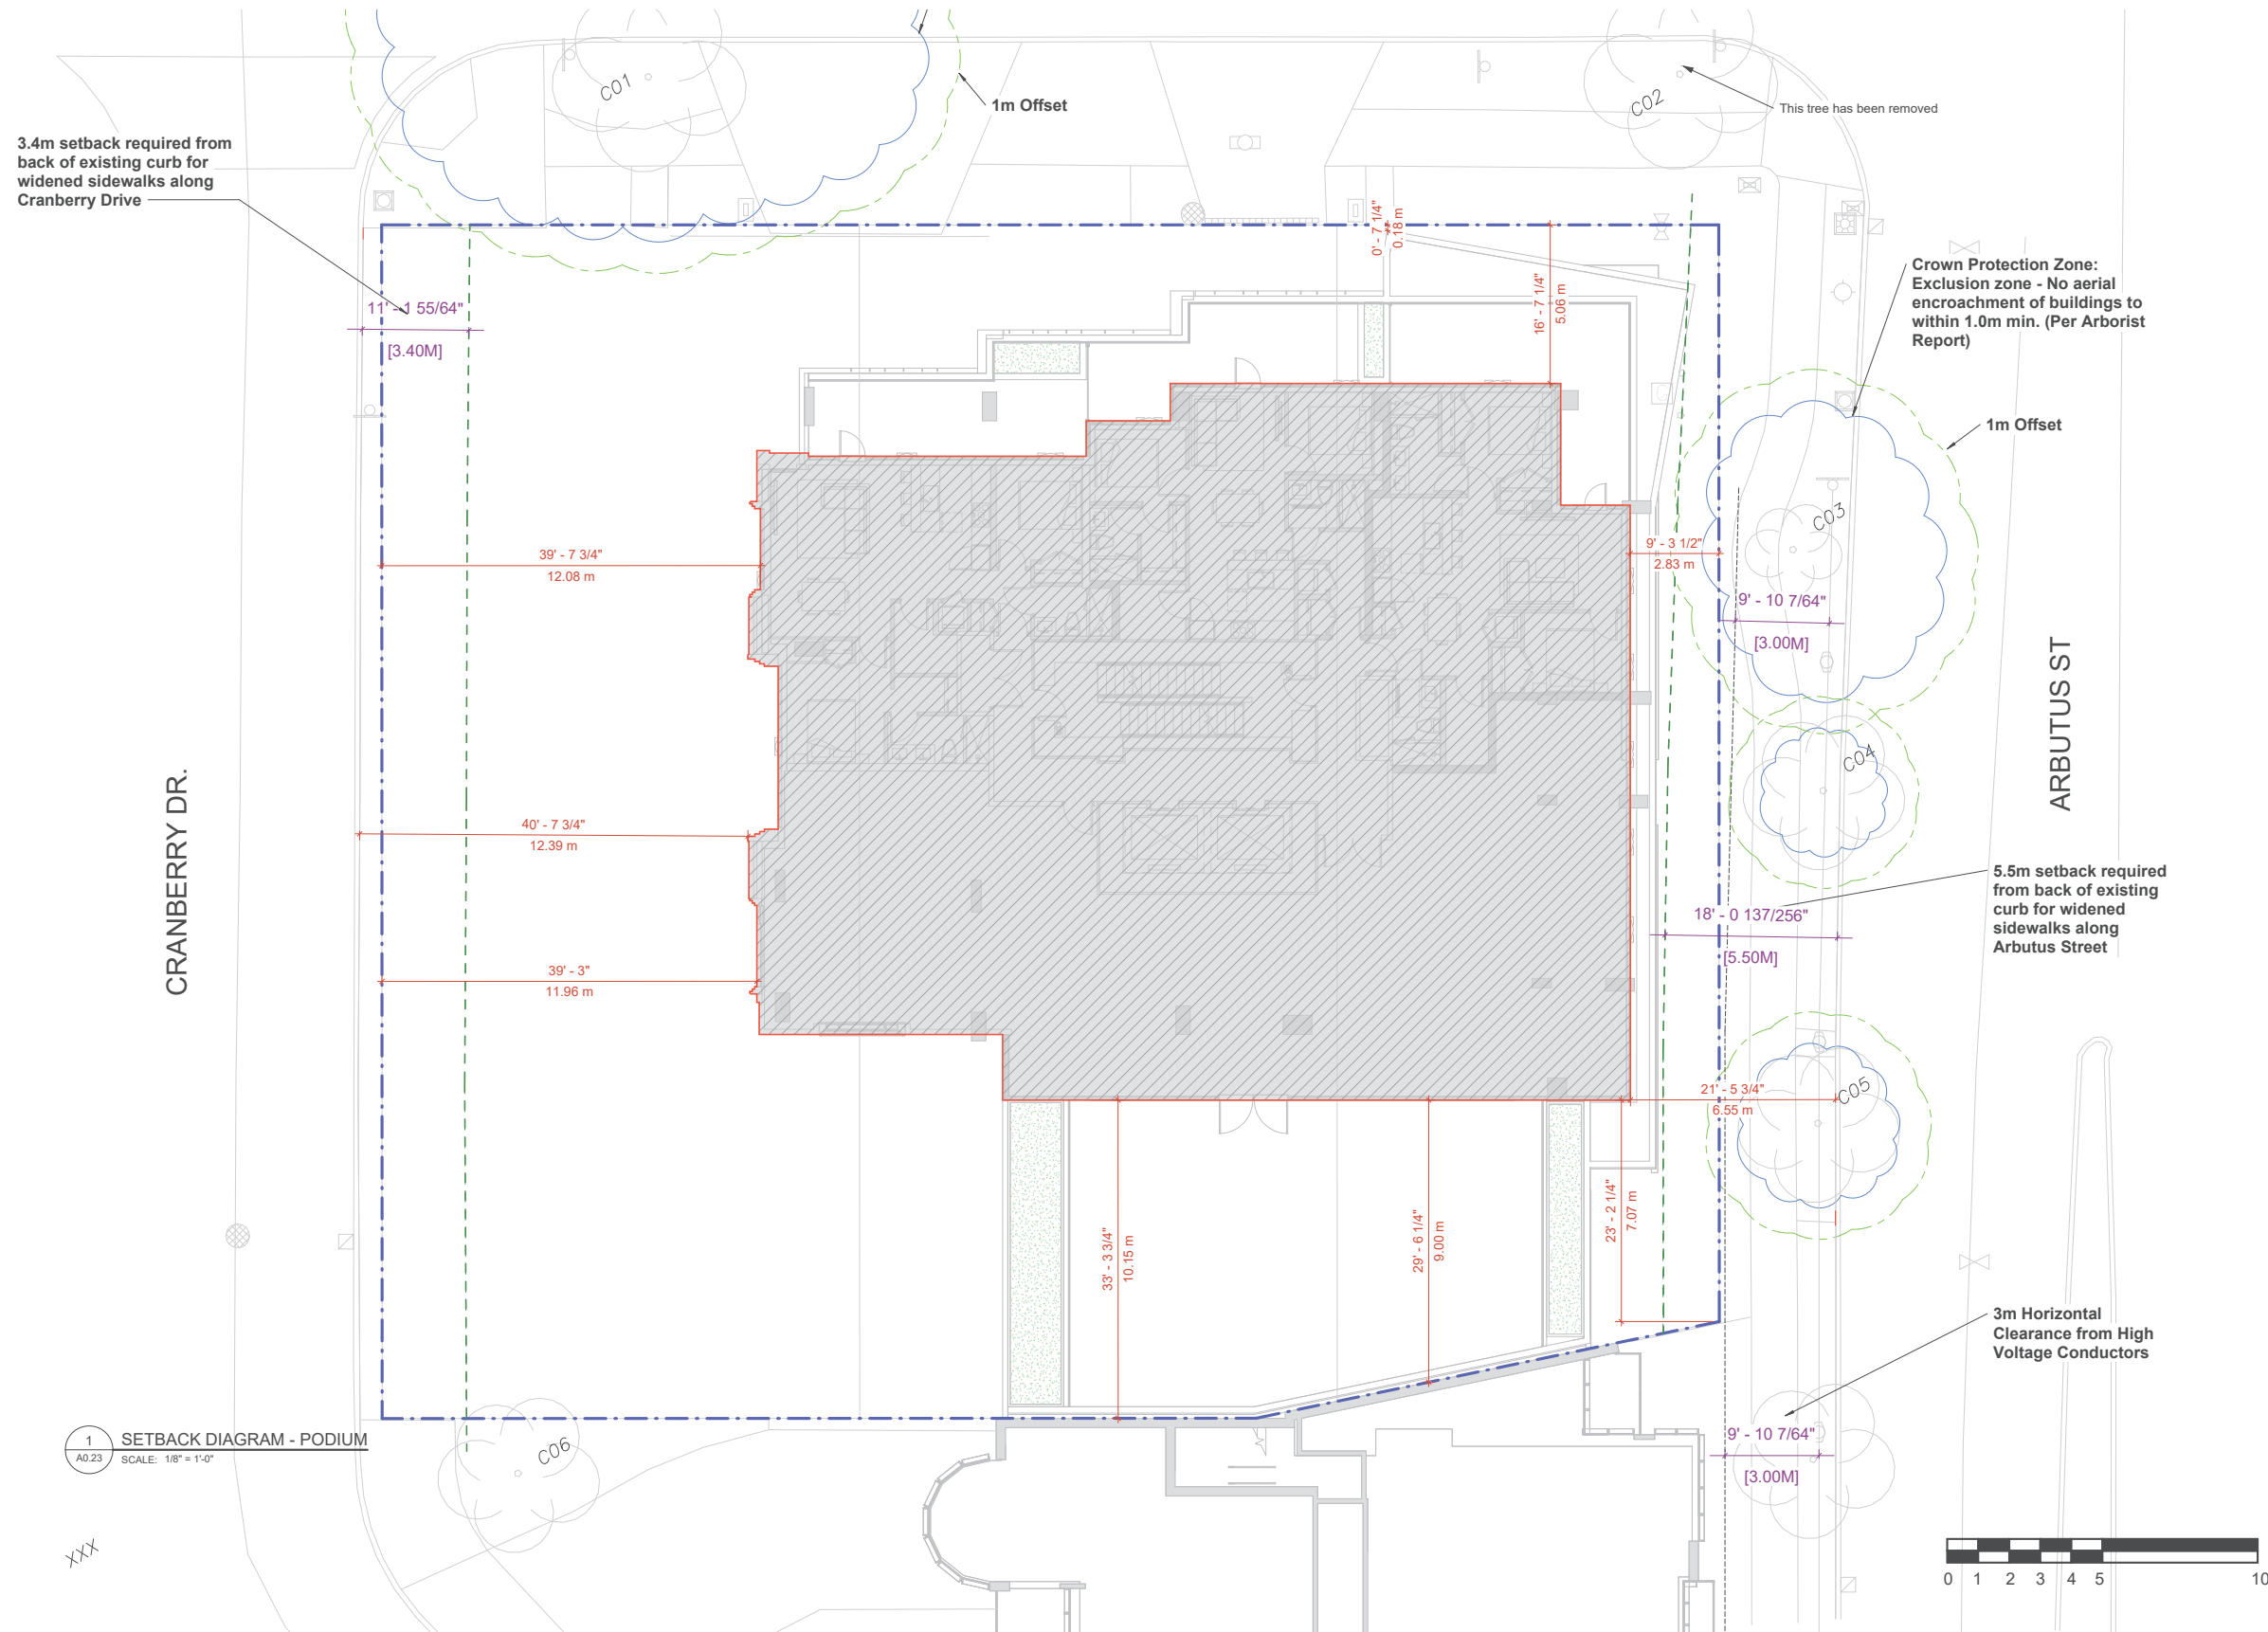 C01
C02
1m Offset
This tree has been removed
3.4m setback required from
back of existing curb for
widened sidewalks along
Cranberry Drive
0' - 7 1/4"
0.18 m
16' - 7 1/4"
5.06 m
11' - 1 55/64"
[3.40M]
Crown Protection Zone:
Exclusion zone - No aerial
encroachment of buildings to
within 1.0m min. (Per Arborist
Report)
1m Offset
C03
39' - 7 3/4"
12.08 m
9' - 3 1/2"
2.83 m
9' - 10 7/64"
[3.00M]
ARBUTUS ST
C04
CRANBERRY DR.
40' - 7 3/4"
12.39 m
5.5m setback required
from back of existing
curb for widened
sidewalks along
Arbutus Street
18' - 0 137/256"
[5.50M]
39' - 3"
11.96 m
21' - 5 3/4"
6.55 m
C05
33' - 3 3/4"
10.15 m
29' - 6 1/4"
9.00 m
23' - 2 1/4"
7.07 m
3m Horizontal
Clearance from High
Voltage Conductors
9' - 10 7/64"
[3.00M]
1
A0.23
SETBACK DIAGRAM - PODIUM
SCALE: 1/8" = 1'-0"
C06
XXX
0 1 2 3 4 5 10